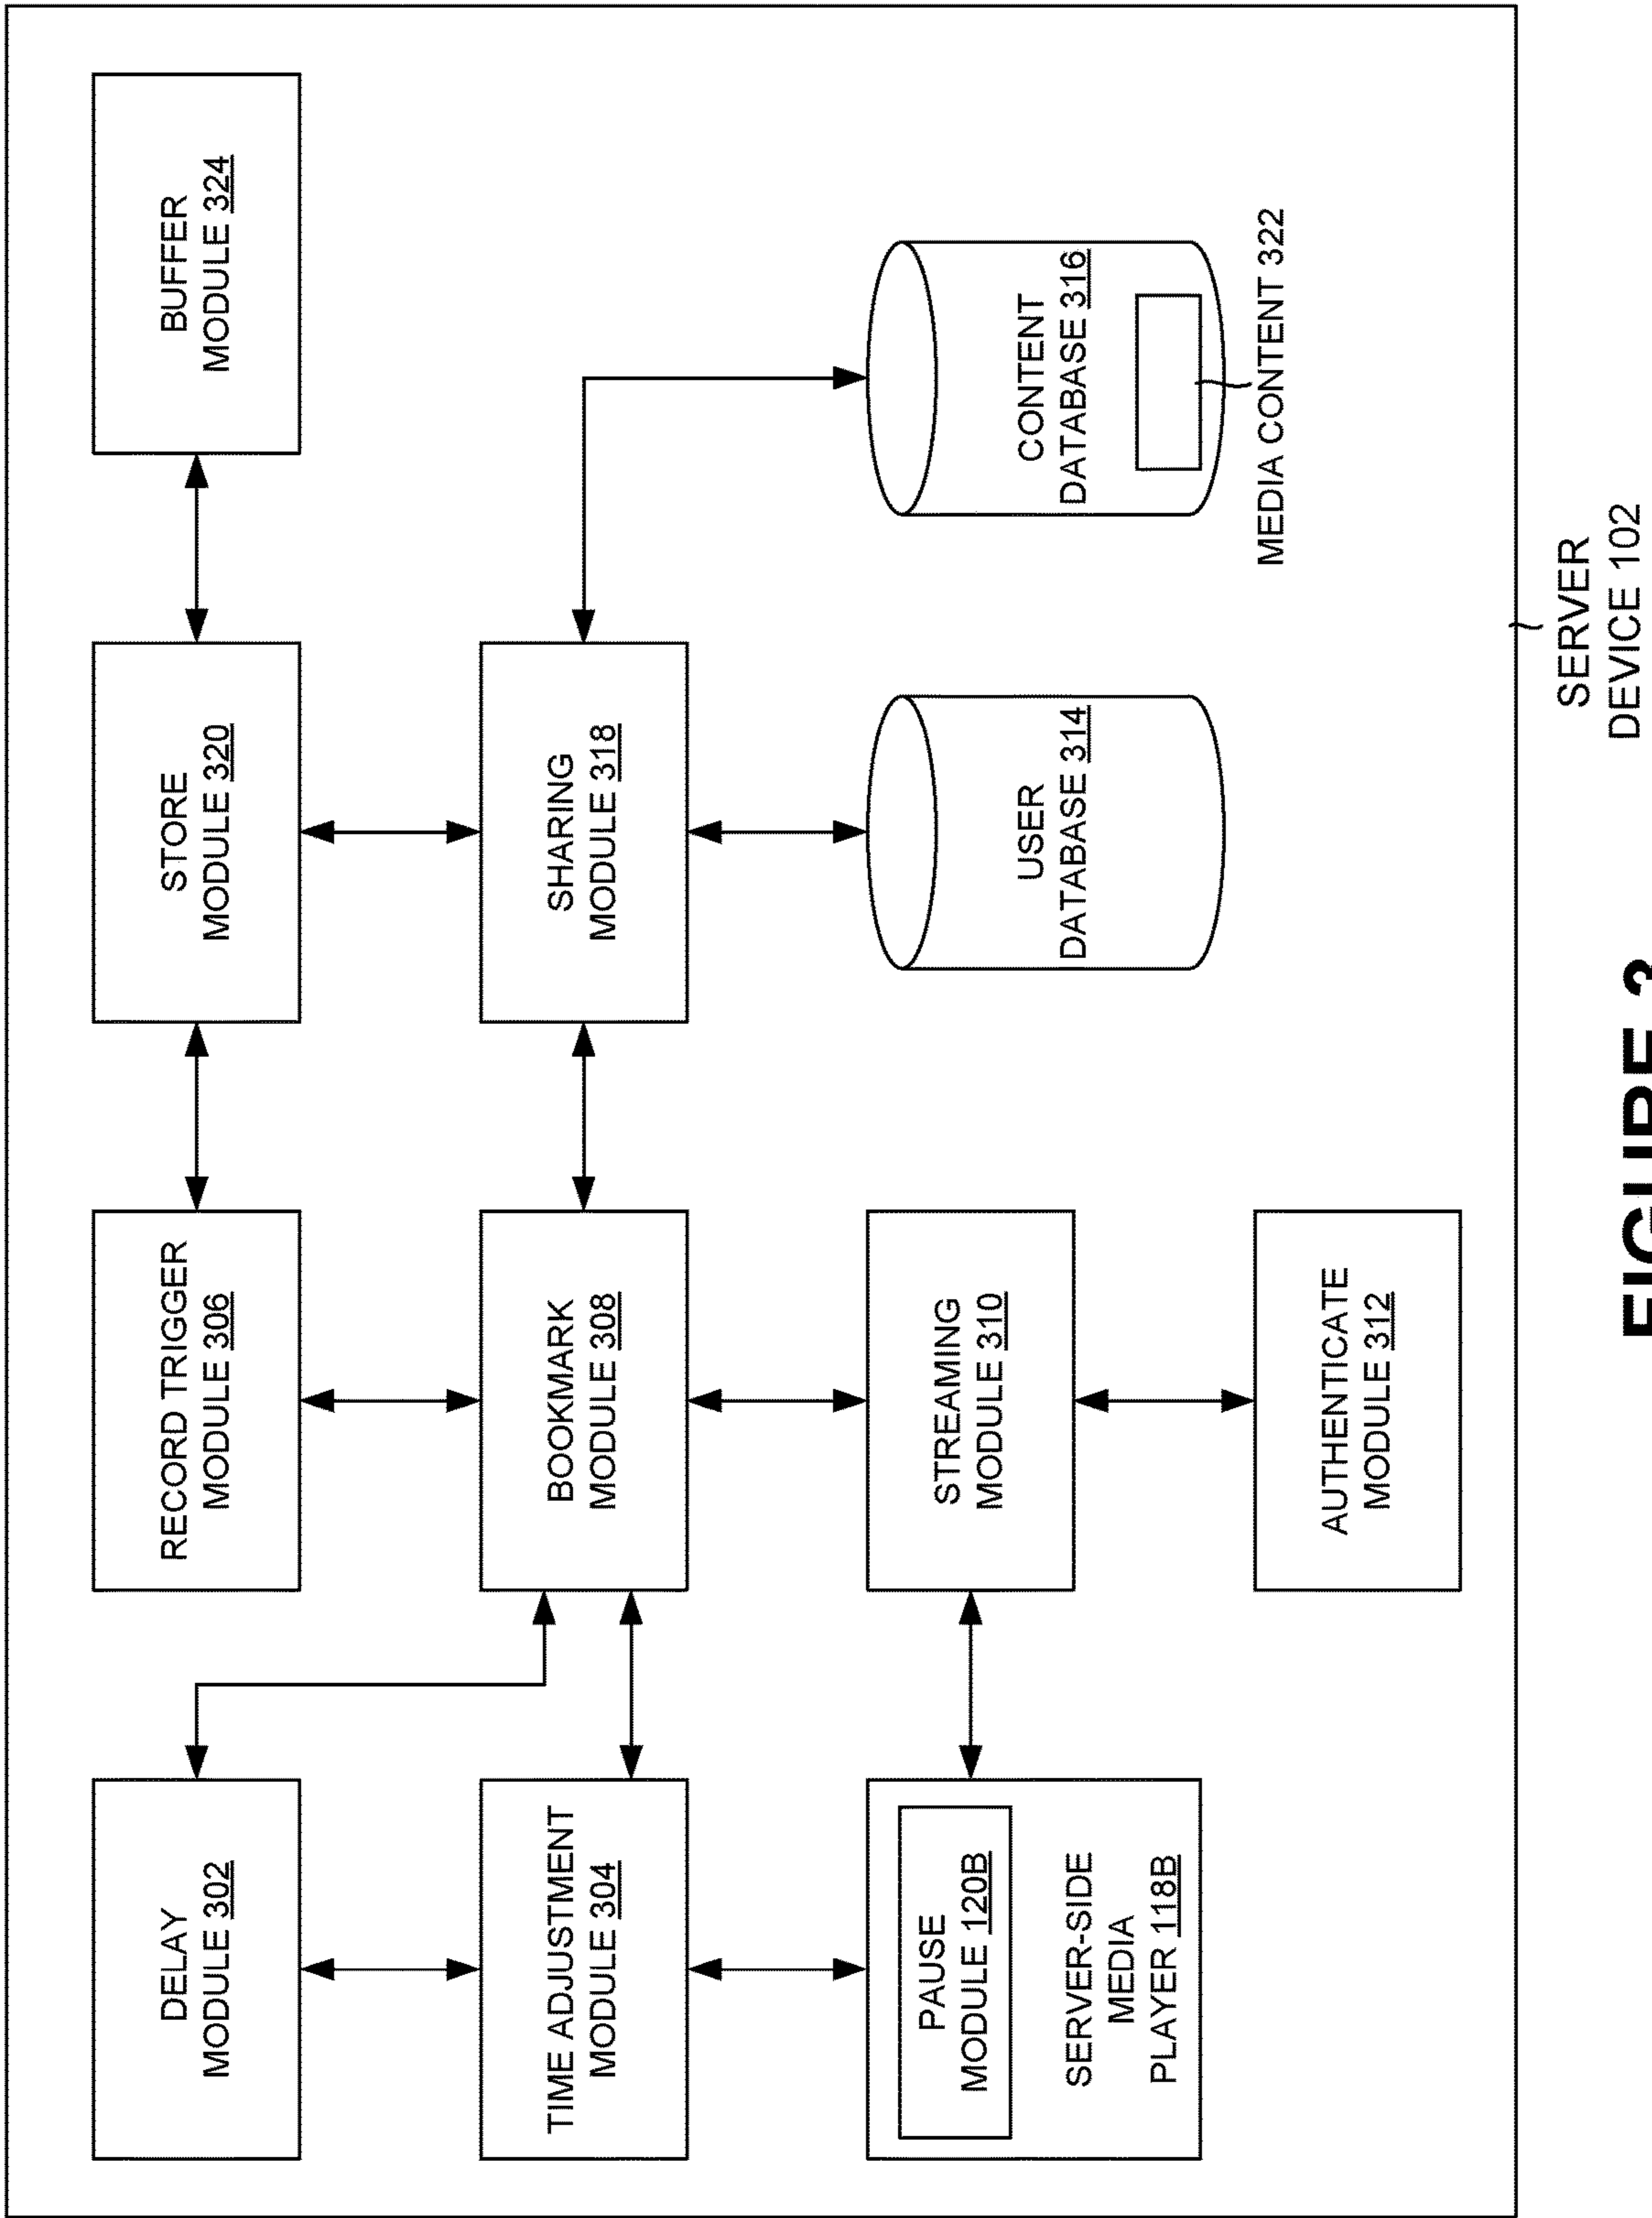 DELAY
MODULE 302
RECORD TRIGGER
MODULE 306
STORE
MODULE 320
BUFFER
MODULE 324
TIME ADJUSTMENT
MODULE 304
BOOKMARK
MODULE 308
SHARING
MODULE 318
PAUSE
MODULE 120B
SERVER-SIDE
MEDIA
PLAYER 118B
STREAMING
MODULE 310
USER
DATABASE 314
CONTENT
DATABASE 316
MEDIA CONTENT 322
AUTHENTICATE
MODULE 312
SERVER
DEVICE 102
FIGURE 3